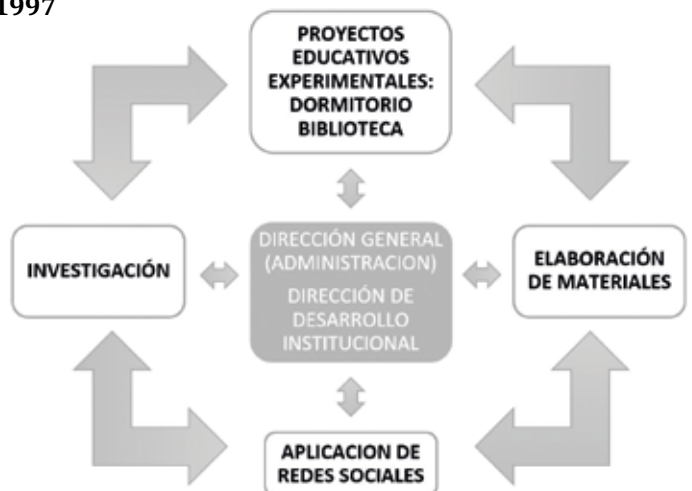 1997
PROYECTOS
EDUCATIVOS
EXPERIMENTALES:
DORMITORIO
BIBLIOTECA
INVESTIGACIÓN
DIRECCIÓN GENERAL
(ADMINISTRACION)
DIRECCIÓN DE
DESARROLLO
INSTITUCIONAL
ELABORACIÓN
DE MATERIALES
APLICACION DE
REDES SOCIALES